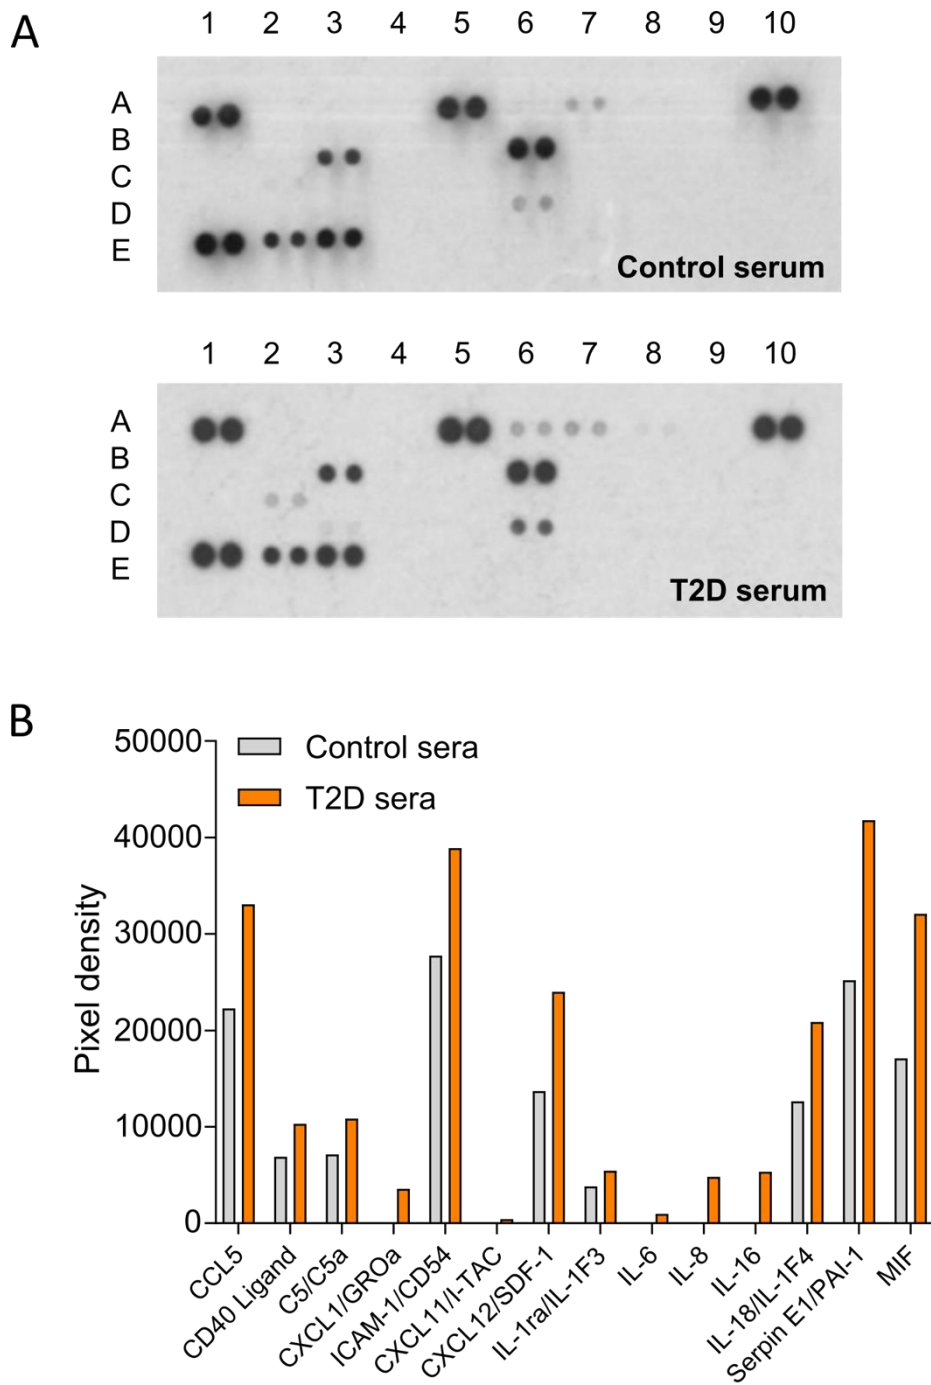 A
1 2 3 4 5 6 7 8 9 10
A
B
C
D
E
Control serum
1 2 3 4 5 6 7 8 9 10
A
B
C
D
E
T2D serum
B
Control sera
T2D sera
Pixel density
50000
40000
30000
20000
10000
0
CCL5
CD40 Ligand
C5/C5a
CXCL1/GROa
ICAM-1/CD54
CXCL11/I-TAC
CXCL12/SDF-1
IL-1ra/IL-1F3
IL-6
IL-8
IL-16
IL-18/IL-1F4
Serpin E1/PAI-1
MIF